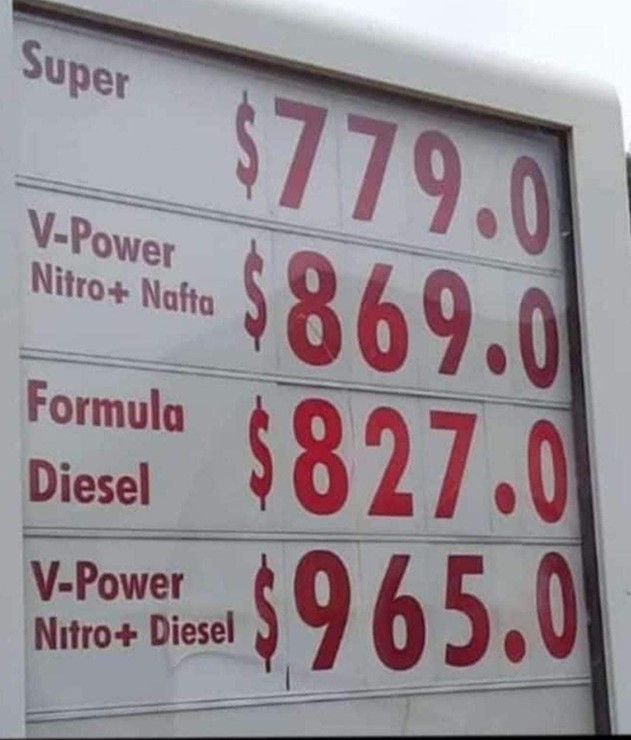 Super $779.0
V-Power
Nitro+ Nafta $869.0
Formula
Diesel $827.0
V-Power
Nitro+ Diesel $965.0